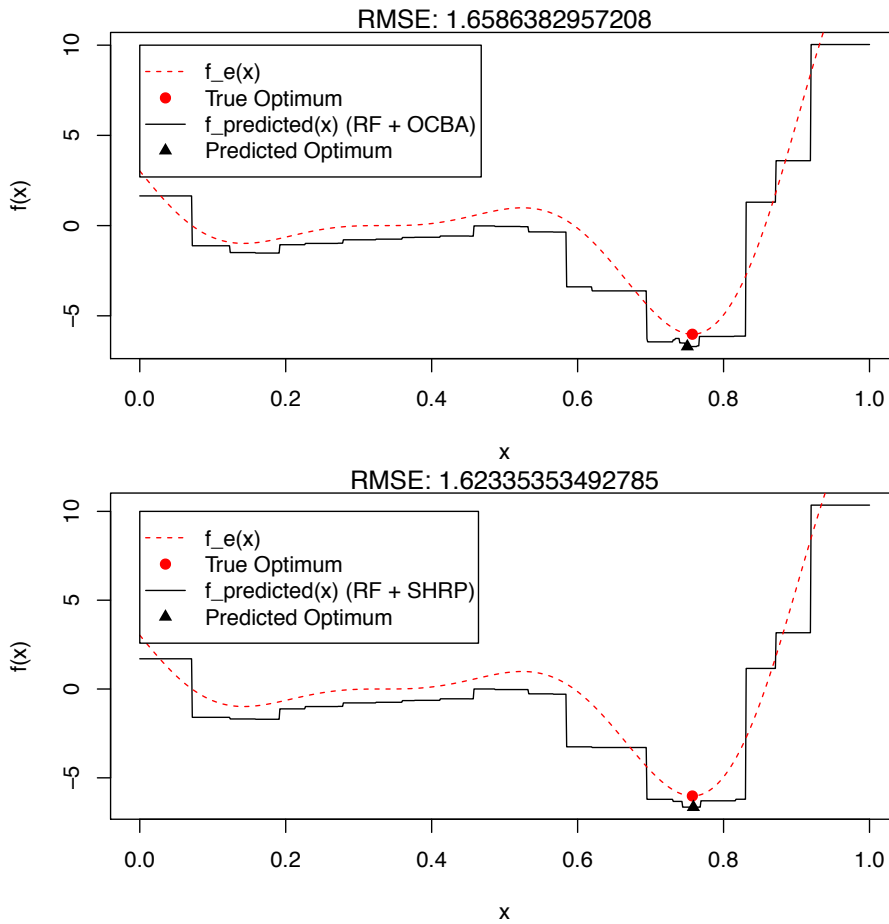 RMSE: 1.6586382957208
f_e(x)
True Optimum
f_predicted(x) (RF + OCBA)
Predicted Optimum
f(x)
10
5
0
−5
0.0 0.2 0.4 0.6 0.8 1.0
x
RMSE: 1.62335353492785
f_e(x)
True Optimum
f_predicted(x) (RF + SHRP)
Predicted Optimum
f(x)
10
5
0
−5
0.0 0.2 0.4 0.6 0.8 1.0
x